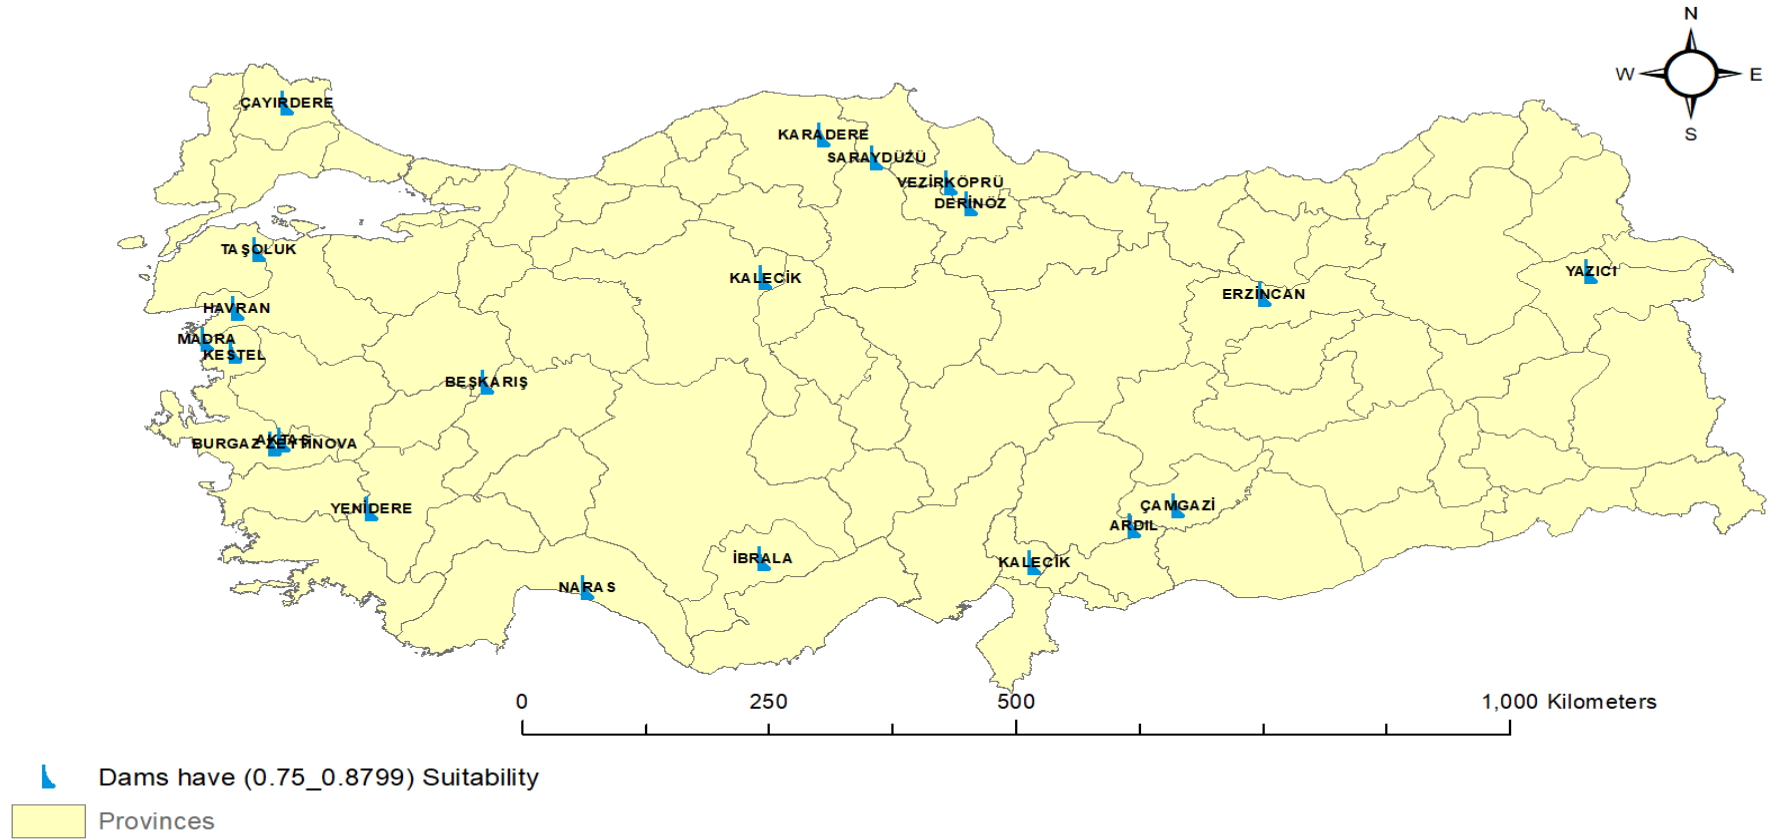 N
W E
S
ÇAYIRDERE
KARADERE
SARAYDÜZÜ
VEZİRKÖPRÜ
DERİNÖZ
TAŞOLUK
KALECİK
YAZICI
ERZİNCAN
HAVRAN
MADRA
KESTEL
BEŞKARIŞ
AKTAŞ
BURGAZ
YENİDERE
ÇAMGAZİ
ARDIL
İBRALA
KALECİK
NARAS
0 250 500 1,000 Kilometers
Dams have (0.75_0.8799) Suitability
Provinces